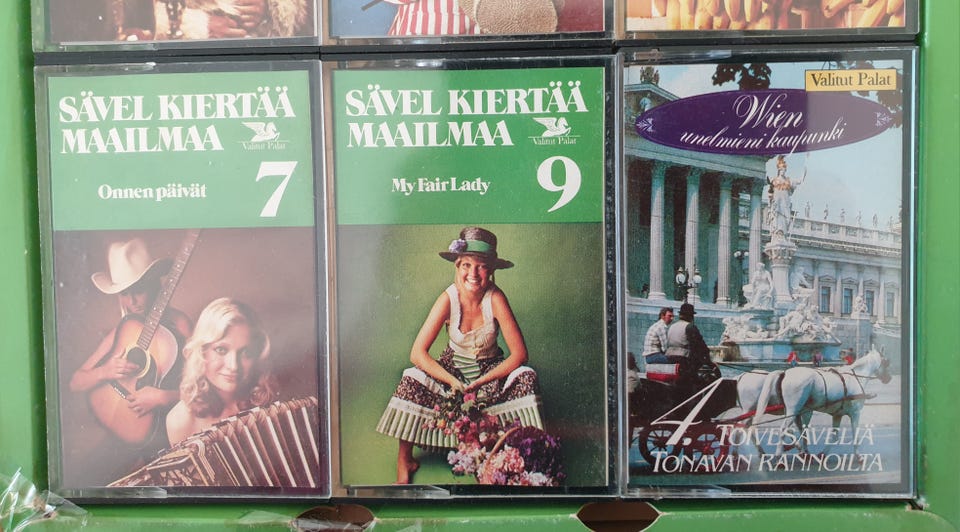 SÄVEL KIERTÄÄ
MAAILMAA
Valitut Palat
Onnen päivät
7
SÄVEL KIERTÄÄ
MAAILMAA
Valitut Palat
My Fair Lady
9
Valitut Palat
Wien
unelmieni kaupunki
4. TOIVESÄVELIÄ
TONAVAN RANNOILTA